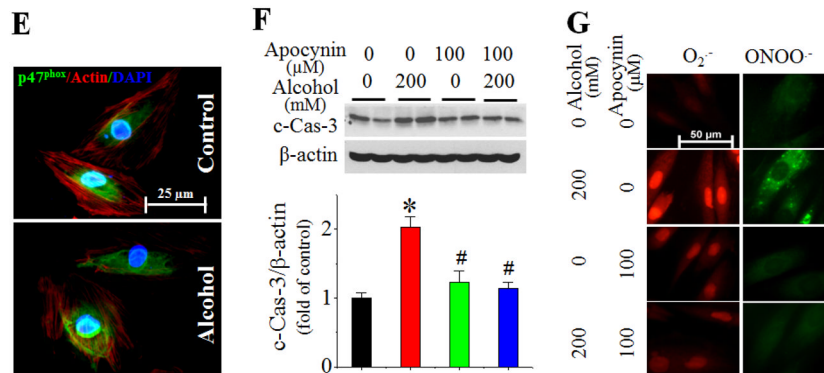 E
p47phox/Actin/DAPI
Control
25 µm
Alcohol
F
Apocynin 0 0 100 100
(µM)
Alcohol 0 200 0 200
(mM)
c-Cas-3
β-actin
c-Cas-3/β-actin
(fold of control)
2
1
0
*
#
#
G
Alcohol
(mM)
Apocynin
(µM)
O2·- ONOO·-
0 0
50 µm
200 0
0 100
200 100